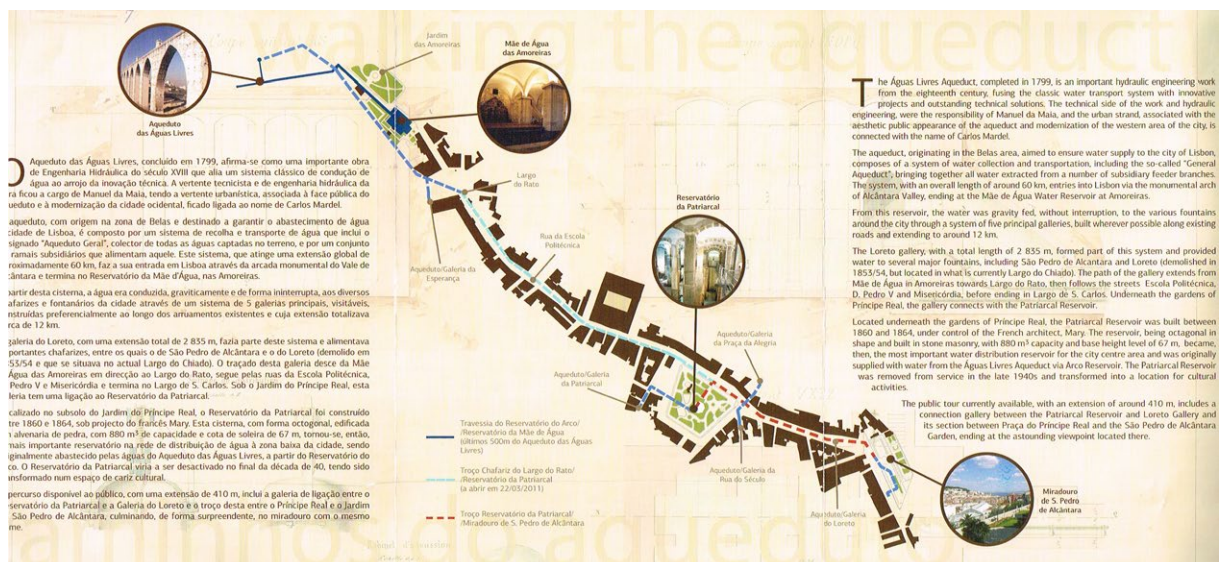 walking the aqueduct
Jardim
das Amoreiras
Mãe de Água
das Amoreiras
Aqueduto
das Águas Livres
Largo
do Rato
Rua da Escola
Politécnica
Reservatório
da Patriarcal
Aqueduto/Galeria da
Esperança
Aqueduto/Galeria
da Praça da Alegria
Aqueduto/Galeria
da Patriarcal
Aqueduto/Galeria da
Rua do Século
Aqueduto/Galeria
do Loreto
Miradouro
de S. Pedro
de Alcântara
O Aqueduto das Águas Livres, concluído em 1799, afirma-se como uma importante obra
de Engenharia Hidráulica do século XVIII que alia um sistema clássico de condução de
água ao arrojo da inovação técnica. A vertente tecnicista e de engenharia hidráulica da
ra ficou a cargo de Manuel da Maia, tendo a vertente urbanística, associada à face pública do
ueduto e à modernização da cidade ocidental, ficado ligada ao nome de Carlos Mardel.
aqueduto, com origem na zona de Belas e destinado a garantir o abastecimento de água
cidade de Lisboa, é composto por um sistema de recolha e transporte de água que inclui o
signado "Aqueduto Geral", colector de todas as águas captadas no terreno, e por um conjunto
ramais subsidiários que alimentam aquele. Este sistema, que atinge uma extensão global de
roximadamente 60 km, faz a sua entrada em Lisboa através da arcada monumental do Vale de
cântara e termina no Reservatório da Mãe d'Água, nas Amoreiras.
partir desta cisterna, a água era conduzida, graviticamente e de forma ininterrupta, aos diversos
afarizes e fontanários da cidade através de um sistema de 5 galerias principais, visitáveis,
nstruídas preferencialmente ao longo dos arruamentos existentes e cuja extensão totalizava
rca de 12 km.
galeria do Loreto, com uma extensão total de 2 835 m, fazia parte deste sistema e alimentava
portantes chafarizes, entre os quais o de São Pedro de Alcântara e o do Loreto (demolido em
53/54 e que se situava no actual Largo do Chiado). O traçado desta galeria desce da Mãe
Água das Amoreiras em direcção ao Largo do Rato, segue pelas ruas da Escola Politécnica,
Pedro V e Misericórdia e termina no Largo de S. Carlos. Sob o Jardim do Príncipe Real, esta
leria tem uma ligação ao Reservatório da Patriarcal.
calizado no subsolo do Jardim do Príncipe Real, o Reservatório da Patriarcal foi construído
tre 1860 e 1864, sob projecto do francês Mary. Esta cisterna, com forma octogonal, edificada
alvenaria de pedra, com 880 m³ de capacidade e cota de soleira de 67 m, tornou-se, então,
mais importante reservatório na rede de distribuição de água à zona baixa da cidade, sendo
iginalmente abastecido pelas águas do Aqueduto das Águas Livres, a partir do Reservatório do
co. O Reservatório da Patriarcal viria a ser desactivado no final da década de 40, tendo sido
ansformado num espaço de cariz cultural.
percurso disponível ao público, com uma extensão de 410 m, inclui a galeria de ligação entre o
servatório da Patriarcal e a Galeria do Loreto e o troço desta entre o Príncipe Real e o Jardim
São Pedro de Alcântara, culminando, de forma surpreendente, no miradouro com o mesmo
me.
Travessia do Reservatório do Arco/
/Reservatório da Mãe de Água
(últimos 500m do Aqueduto das Águas
Livres)
Troço Chafariz do Largo do Rato/
/Reservatório da Patriarcal
(a abrir em 22/03/2011)
Troço Reservatório da Patriarcal/
/Miradouro de S. Pedro de Alcântara
The Águas Livres Aqueduct, completed in 1799, is an important hydraulic engineering work
from the eighteenth century, fusing the classic water transport system with innovative
projects and outstanding technical solutions. The technical side of the work and hydraulic
engineering, were the responsibility of Manuel da Maia, and the urban strand, associated with the
aesthetic public appearance of the aqueduct and modernization of the western area of the city, is
connected with the name of Carlos Mardel.
The aqueduct, originating in the Belas area, aimed to ensure water supply to the city of Lisbon,
composes of a system of water collection and transportation, including the so-called "General
Aqueduct", bringing together all water extracted from a number of subsidiary feeder branches.
The system, with an overall length of around 60 km, entries into Lisbon via the monumental arch
of Alcântara Valley, ending at the Mãe de Água Water Reservoir at Amoreiras.
From this reservoir, the water was gravity fed, without interruption, to the various fountains
around the city through a system of five principal galleries, built wherever possible along existing
roads and extending to around 12 km.
The Loreto gallery, with a total length of 2 835 m, formed part of this system and provided
water to several major fountains, including São Pedro de Alcantara and Loreto (demolished in
1853/54, but located in what is currently Largo do Chiado). The path of the gallery extends from
Mãe de Água in Amoreiras towards Largo do Rato, then follows the streets Escola Politécnica,
D. Pedro V and Misericórdia, before ending in Largo de S. Carlos. Underneath the gardens of
Príncipe Real, the gallery connects with the Patriarcal Reservoir.
Located underneath the gardens of Príncipe Real, the Patriarcal Reservoir was built between
1860 and 1864, under control of the French architect, Mary. The reservoir, being octagonal in
shape and built in stone masonry, with 880 m³ capacity and base height level of 67 m, became,
then, the most important water distribution reservoir for the city centre area and was originally
supplied with water from the Águas Livres Aqueduct via Arco Reservoir. The Patriarcal Reservoir
was removed from service in the late 1940s and transformed into a location for cultural
activities.
The public tour currently available, with an extension of around 410 m, includes a
connection gallery between the Patriarcal Reservoir and Loreto Gallery and
its section between Praça do Príncipe Real and the São Pedro de Alcântara
Garden, ending at the astounding viewpoint located there.